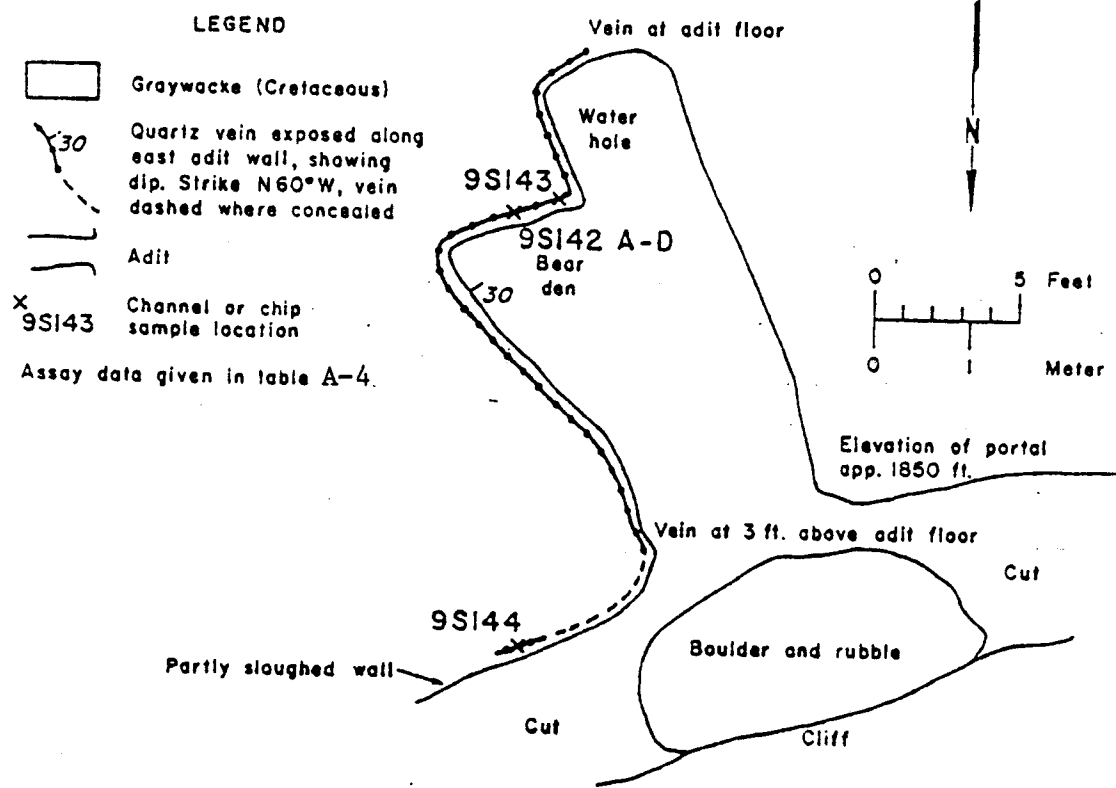 LEGEND
Graywacke (Cretaceous)
30
Quartz vein exposed along
east adit wall, showing
dip. Strike N60°W, vein
dashed where concealed
Adit
×
9S143
Channel or chip
sample location
Assay data given in table A-4.
Vein at adit floor
Water
hole
9S143
9S142 A-D
Bear
den
30
N
0 5 Feet
0 1 Meter
Elevation of portal
app. 1850 ft.
Vein at 3 ft. above adit floor
Cut
9S144
Boulder and rubble
Partly sloughed wall
Cut
Cliff